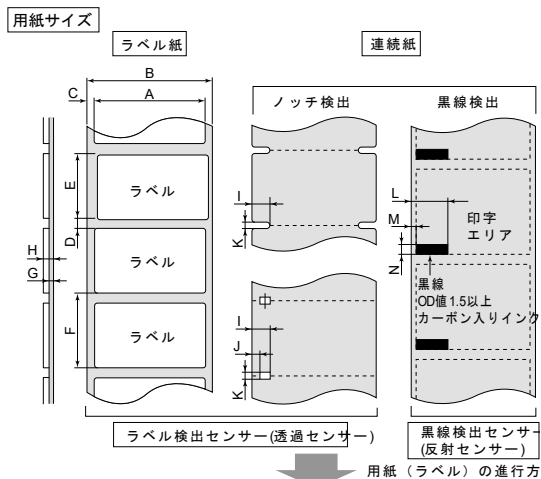 用紙サイズ
ラベル紙
連続紙
B
C
A
ノッチ検出
黒線検出
E
ラベル
D
ラベル
H
G
F
ラベル
I
K
I
J
K
L
M
印字
エリア
N
黒線
OD値1.5以上
カーボン入りインク
ラベル検出センサー(透過センサー)
黒線検出センサー
(反射センサー)
用紙(ラベル)の進行方